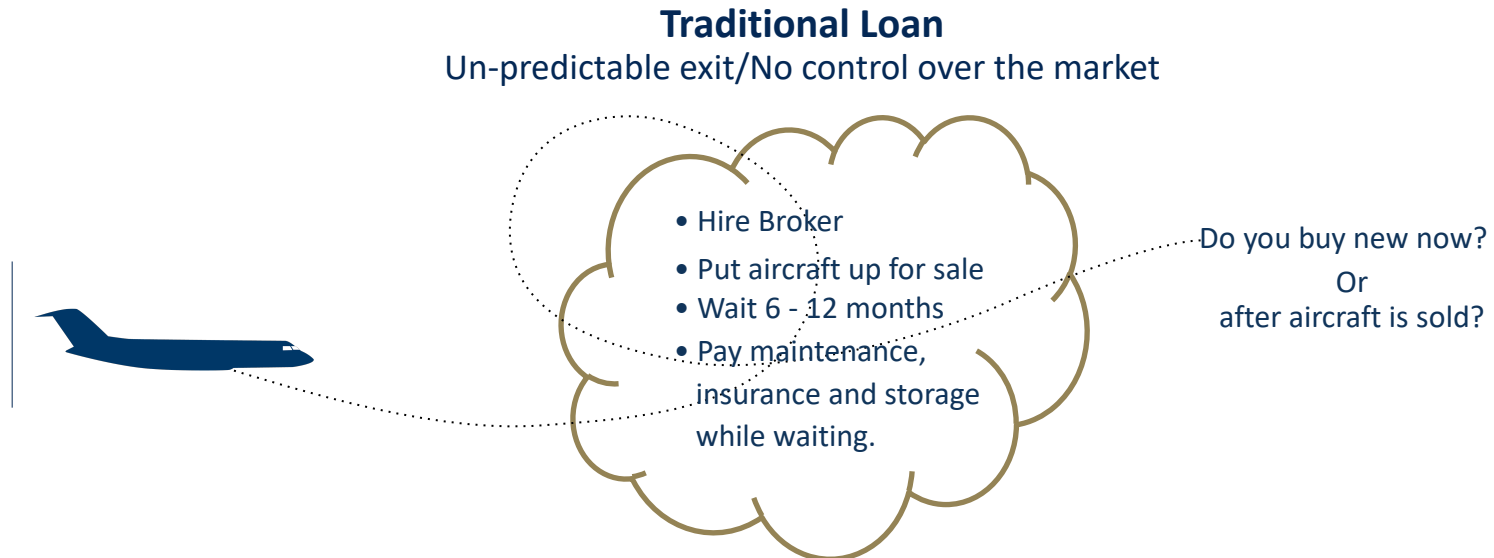 Traditional Loan
Un-predictable exit/No control over the market
• Hire Broker
• Put aircraft up for sale
• Wait 6 - 12 months
• Pay maintenance,
insurance and storage
while waiting.
Do you buy new now?
Or
after aircraft is sold?